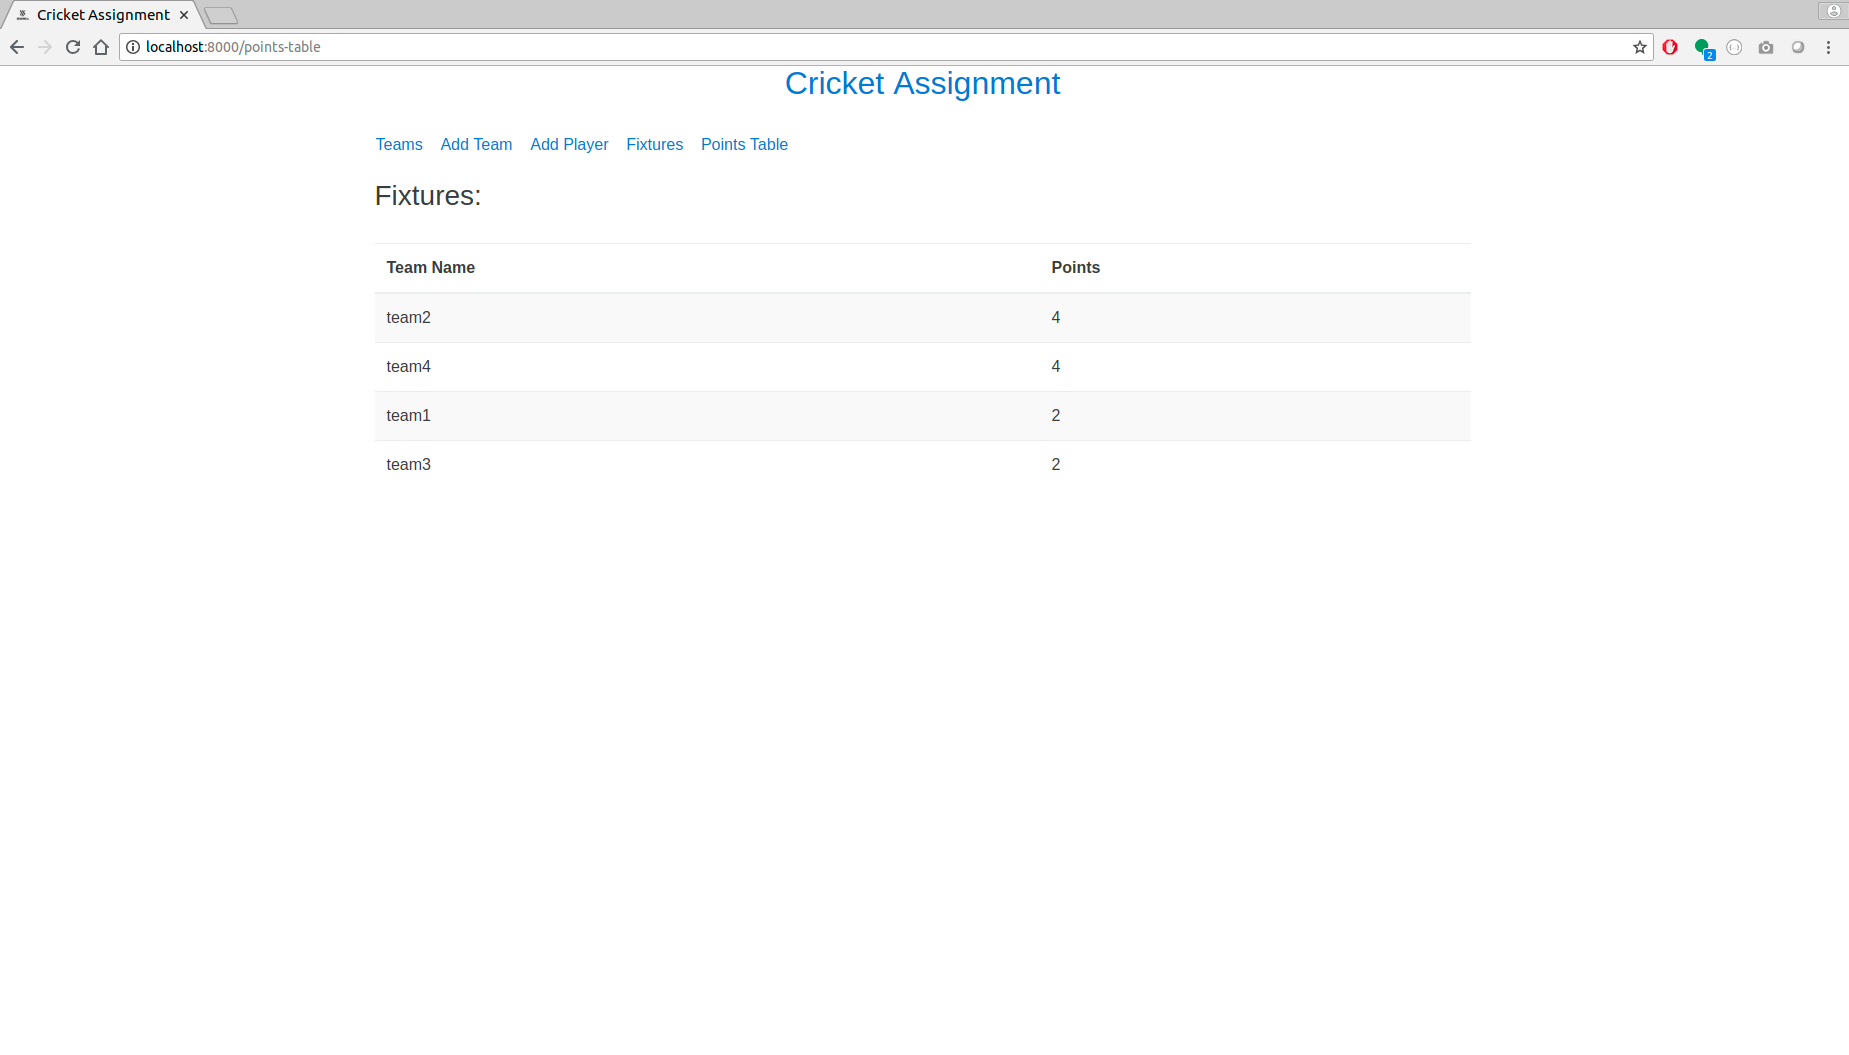 Cricket Assignment
localhost:8000/points-table
2
Cricket Assignment
Teams Add Team Add Player Fixtures Points Table
Fixtures:
Team Name Points
team2 4
team4 4
team1 2
team3 2